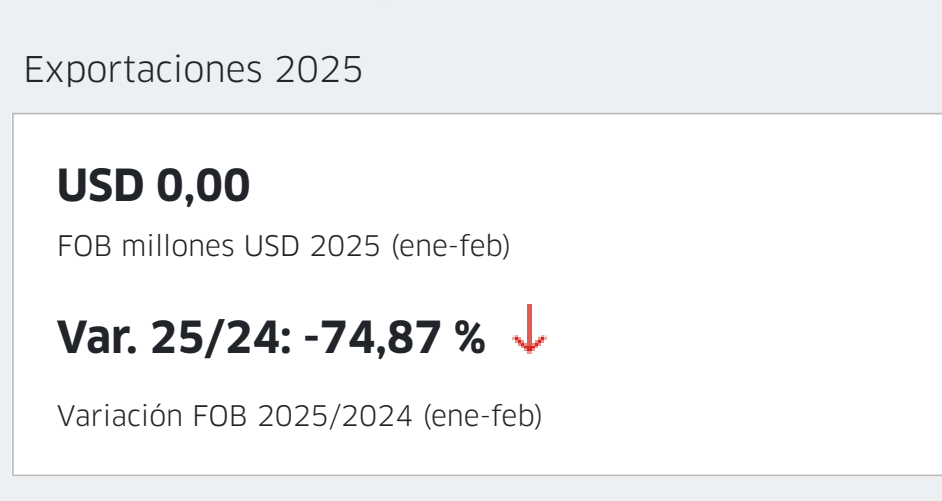 Exportaciones 2025
USD 0,00
FOB millones USD 2025 (ene-feb)
Var. 25/24: -74,87 %
Variación FOB 2025/2024 (ene-feb)